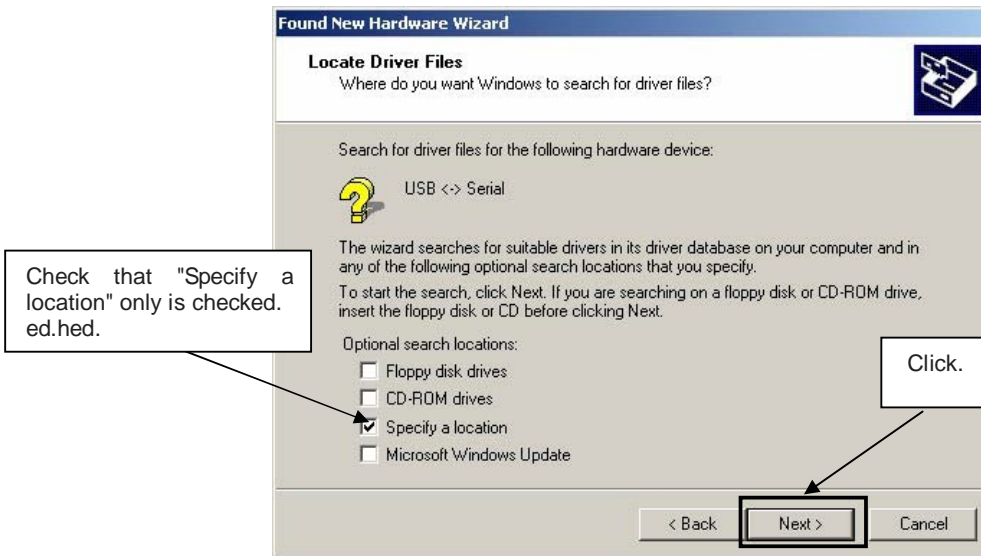 Found New Hardware Wizard
Locate Driver Files
Where do you want Windows to search for driver files?
Search for driver files for the following hardware device:
USB <-> Serial
The wizard searches for suitable drivers in its driver database on your computer and in
any of the following optional search locations that you specify.
To start the search, click Next. If you are searching on a floppy disk or CD-ROM drive,
insert the floppy disk or CD before clicking Next.
Check that "Specify a
location" only is checked.
ed.hed.
Optional search locations:
Floppy disk drives
CD-ROM drives
Specify a location
Microsoft Windows Update
Click.
< Back Next > Cancel